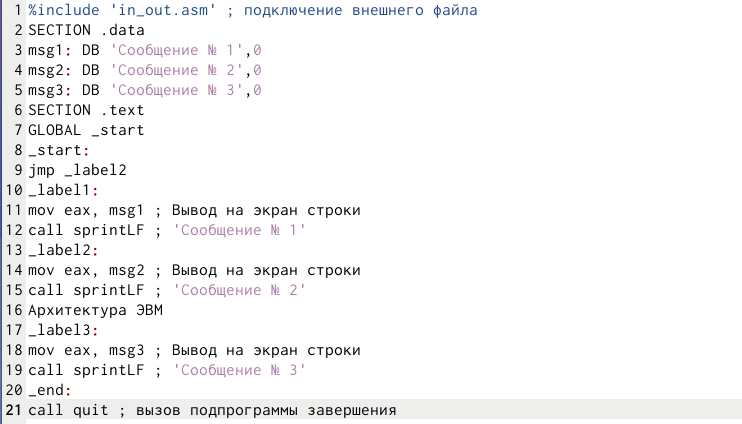 1 %include 'in_out.asm' ; подключение внешнего файла
2 SECTION .data
3 msg1: DB 'Сообщение № 1',0
4 msg2: DB 'Сообщение № 2',0
5 msg3: DB 'Сообщение № 3',0
6 SECTION .text
7 GLOBAL _start
8 _start:
9 jmp _label2
10 _label1:
11 mov eax, msg1 ; Вывод на экран строки
12 call sprintLF ; 'Сообщение № 1'
13 _label2:
14 mov eax, msg2 ; Вывод на экран строки
15 call sprintLF ; 'Сообщение № 2'
16 Архитектура ЭВМ
17 _label3:
18 mov eax, msg3 ; Вывод на экран строки
19 call sprintLF ; 'Сообщение № 3'
20 _end:
21 call quit ; вызов подпрограммы завершения